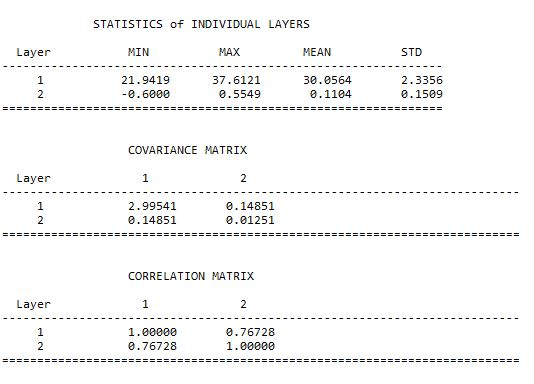 STATISTICS of INDIVIDUAL LAYERS
Layer MIN MAX MEAN STD
1 21.9419 37.6121 30.0564 2.3356
2 -0.6000 0.5549 0.1104 0.1509
COVARIANCE MATRIX
Layer 1 2
1 2.99541 0.14851
2 0.14851 0.01251
CORRELATION MATRIX
Layer 1 2
1 1.00000 0.76728
2 0.76728 1.00000